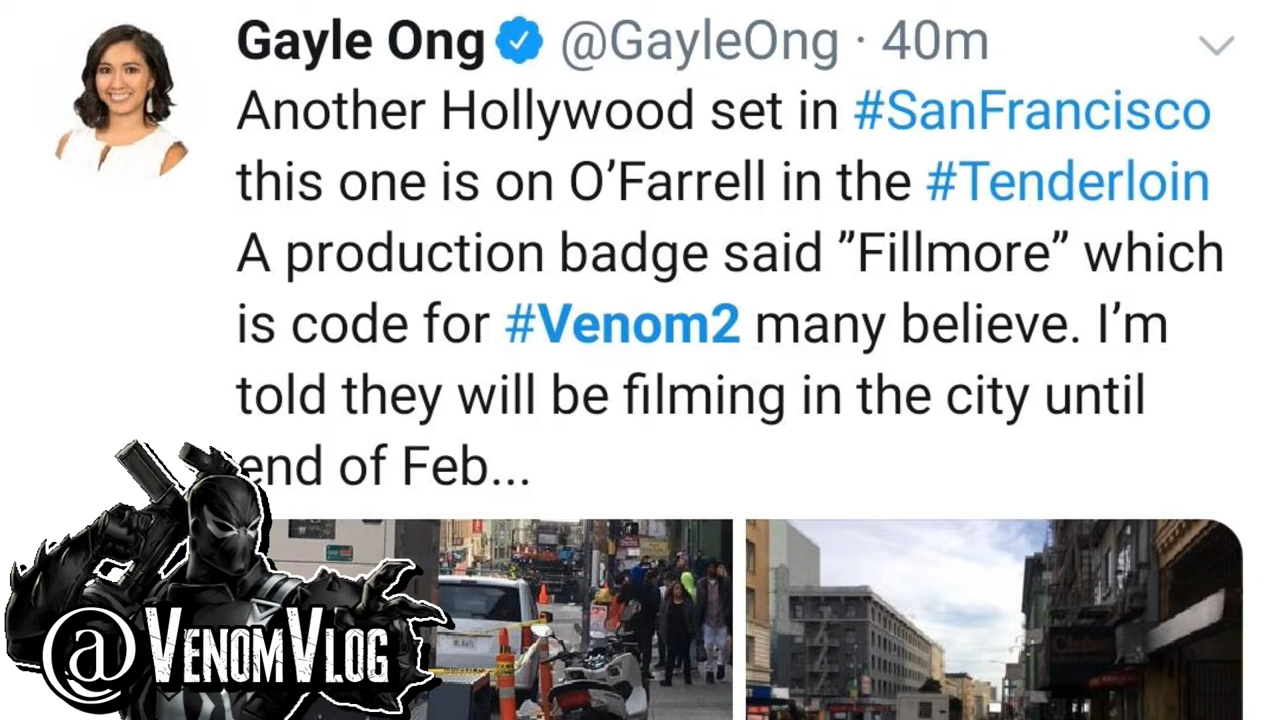 Gayle Ong @GayleOng · 40m
Another Hollywood set in #SanFrancisco
this one is on O’Farrell in the #Tenderloin
A production badge said ”Fillmore” which
is code for #Venom2 many believe. I’m
told they will be filming in the city until
end of Feb...
@VENOMVLOG